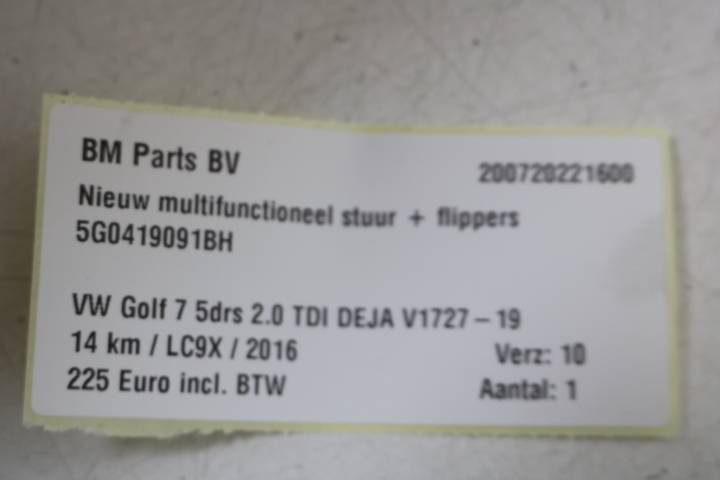 BM Parts BV 200720221600
Nieuw multifunctioneel stuur + flippers
5G0419091BH
VW Golf 7 5drs 2.0 TDI DEJA V1727 – 19
14 km / LC9X / 2016 Verz: 10
225 Euro incl. BTW Aantal: 1